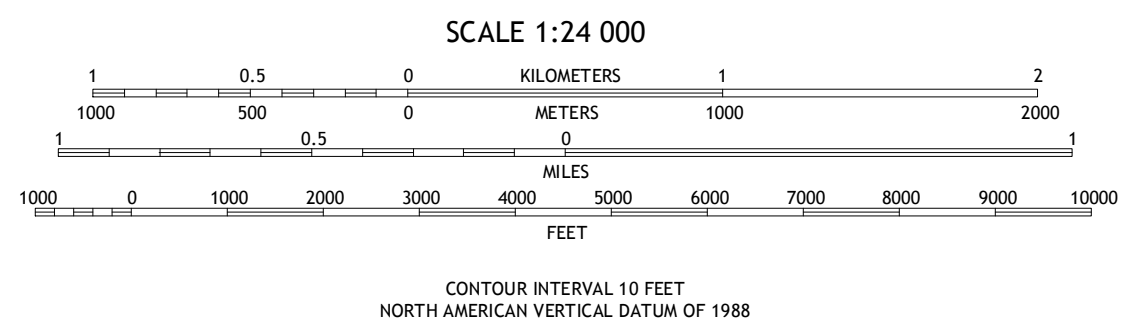 SCALE 1:24 000
1 0.5 0 KILOMETERS 1 2
1000 500 0 METERS 1000 2000
1 0.5 0 1
MILES
1000 0 1000 2000 3000 4000 5000 6000 7000 8000 9000 10000
FEET
CONTOUR INTERVAL 10 FEET
NORTH AMERICAN VERTICAL DATUM OF 1988